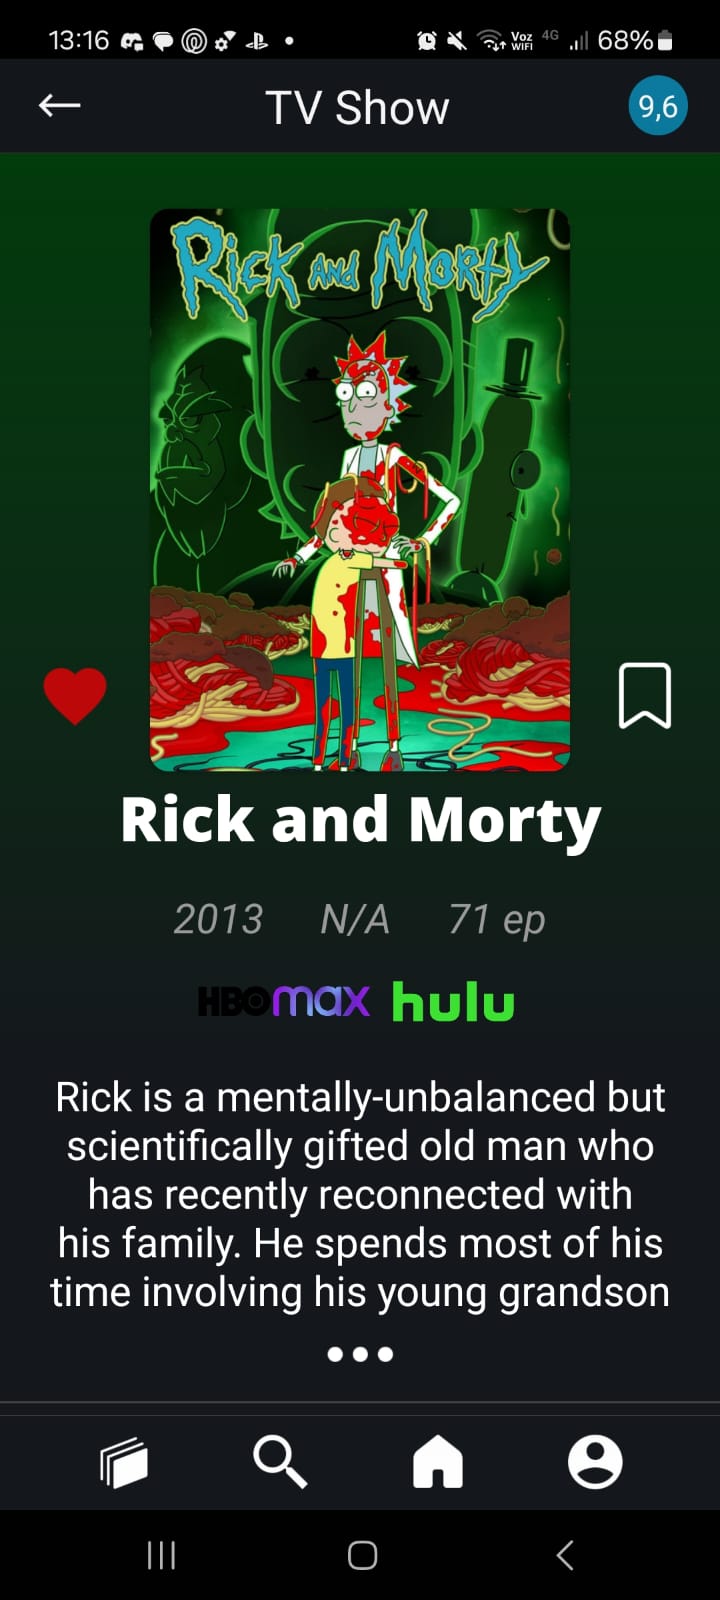 13:16
Voz
WIFI
4G
68%
TV Show
9,6
Rick and Morty
Rick and Morty
2013 N/A 71 ep
HBOmax hulu
Rick is a mentally-unbalanced but
scientifically gifted old man who
has recently reconnected with
his family. He spends most of his
time involving his young grandson